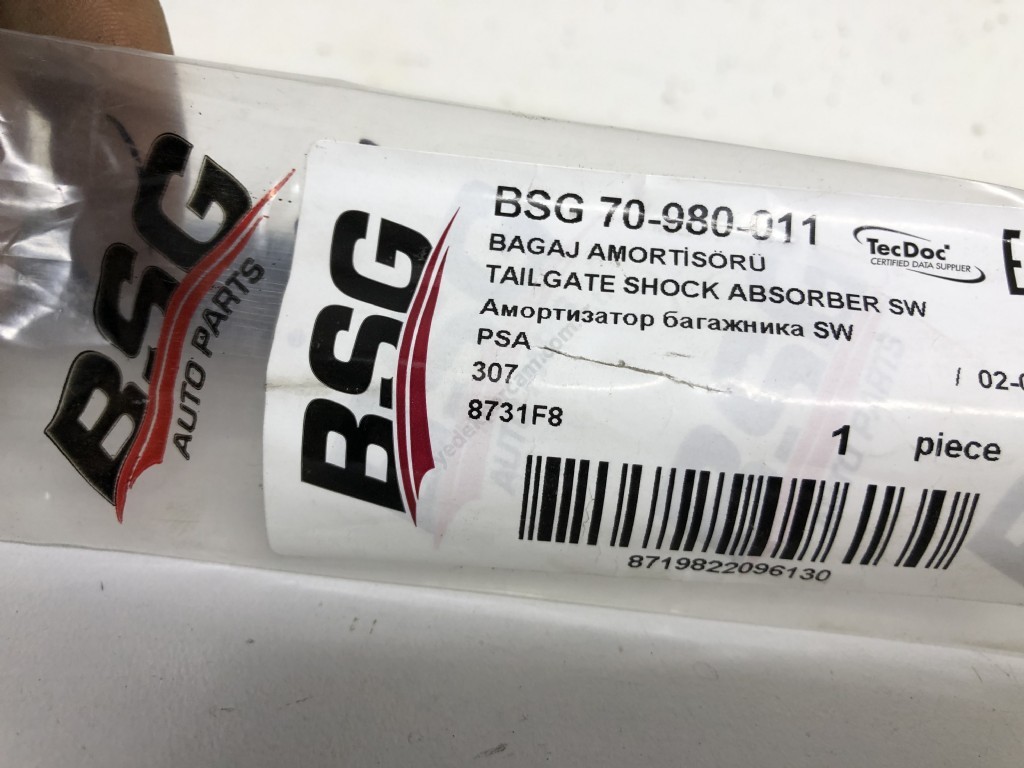 BSG
AUTO PARTS
BSG
BSG 70-980-011
BAGAJ AMORTİSÖRÜ
TecDoc
CERTIFIED DATA SUPPLIER
TAILGATE SHOCK ABSORBER SW
Амортизатор багажника SW
PSA
307
8731F8
1 piece
8719822096130